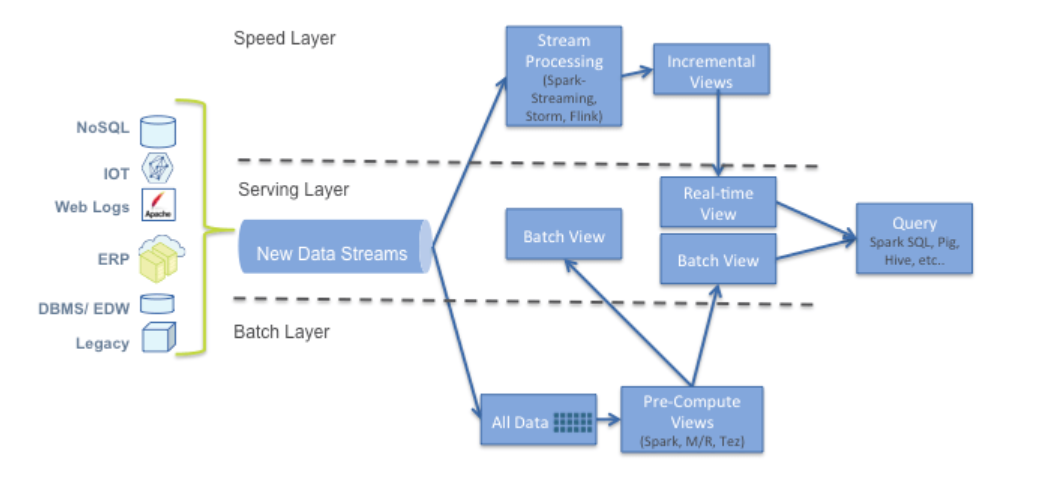 Speed Layer
Stream
Processing
(Spark-
Streaming,
Storm, Flink)
Incremental
Views
NoSQL
IOT
Web Logs
Apache
ERP
DBMS/ EDW
Legacy
Serving Layer
New Data Streams
Batch View
Real-time
View
Batch View
Query
Spark SQL, Pig,
Hive, etc..
Batch Layer
All Data
Pre-Compute
Views
(Spark, M/R, Tez)